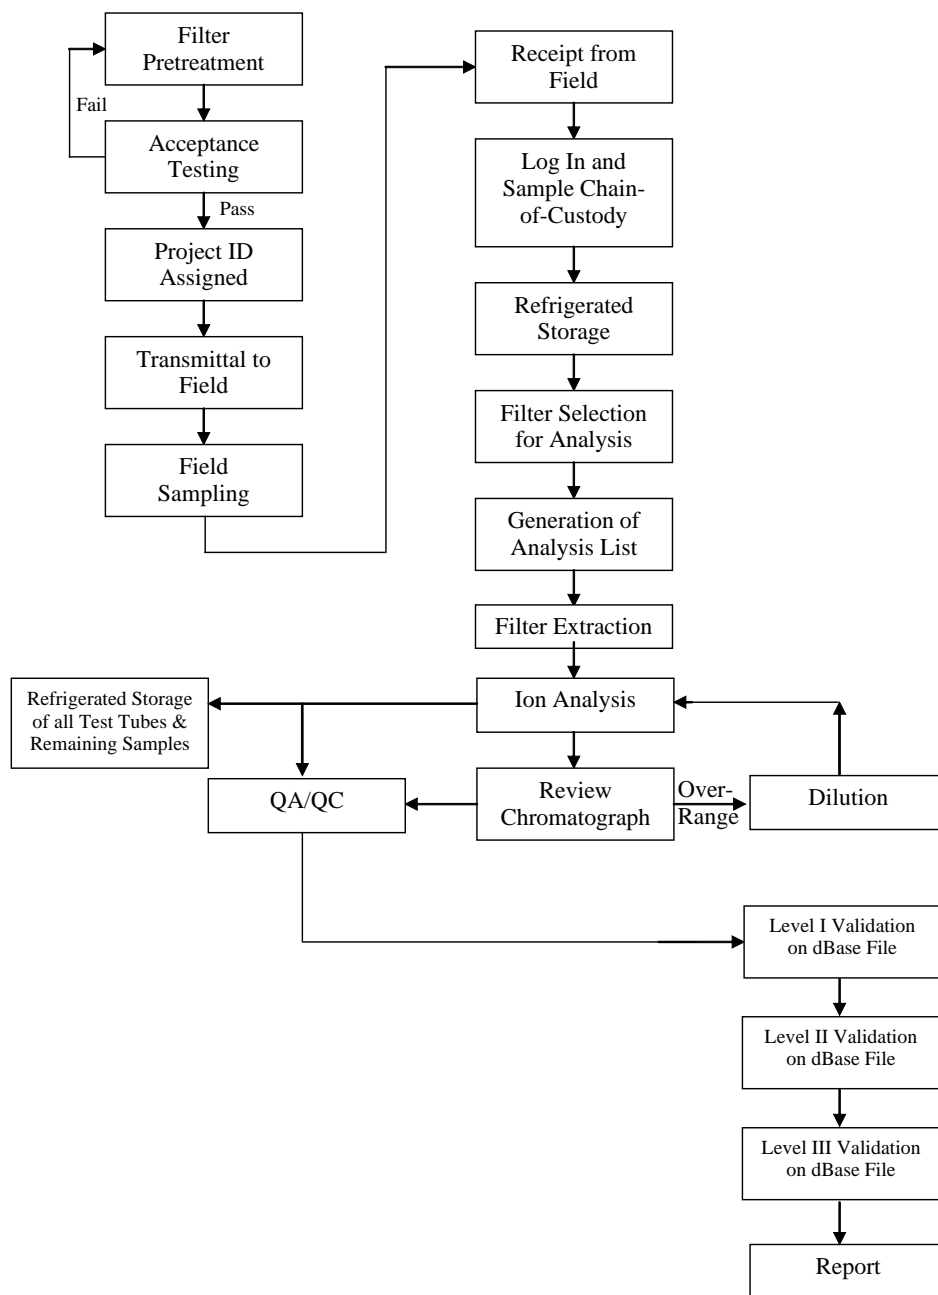 Filter
Pretreatment
Fail
Acceptance
Testing
Pass
Project ID
Assigned
Transmittal to
Field
Field
Sampling
Receipt from
Field
Log In and
Sample Chain-
of-Custody
Refrigerated
Storage
Filter Selection
for Analysis
Generation of
Analysis List
Filter Extraction
Ion Analysis
Refrigerated Storage
of all Test Tubes &
Remaining Samples
QA/QC
Review
Chromatograph
Over-
Range
Dilution
Level I Validation
on dBase File
Level II Validation
on dBase File
Level III Validation
on dBase File
Report